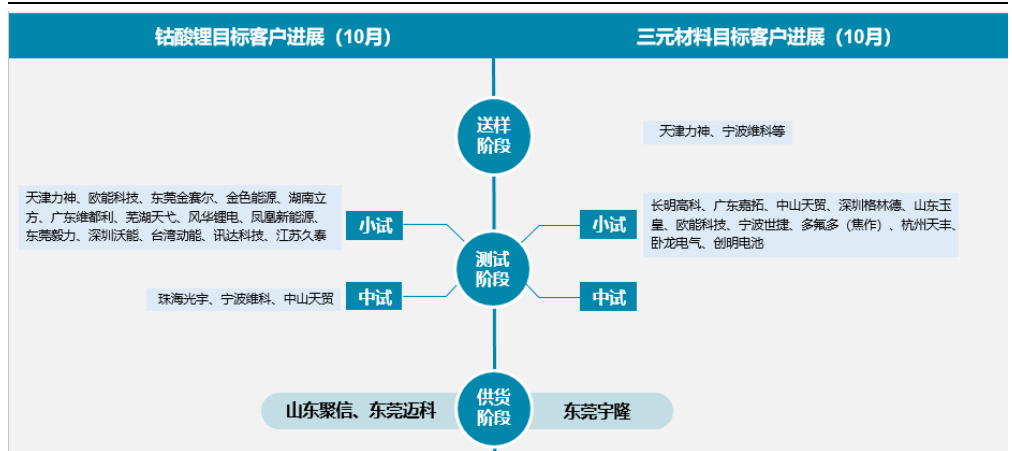 钴酸锂目标客户进展（10月）
三元材料目标客户进展（10月）
送样
阶段
天津力神、宁波维科等
天津力神、欧能科技、东莞金赛尔、金色能源、湖南立
方、广东维都利、芜湖天弋、风华锂电、凤凰新能源、
东莞毅力、深圳沃能、台湾动能、讯达科技、江苏久泰
小试
小试
长明高科、广东嘉拓、中山天贸、深圳格林德、山东玉
皇、欧能科技、宁波世捷、多氟多（焦作）、杭州天丰、
卧龙电气、创明电池
测试
阶段
珠海光宇、宁波维科、中山天贸
中试
中试
山东聚信、东莞迈科
供货
阶段
东莞宇隆